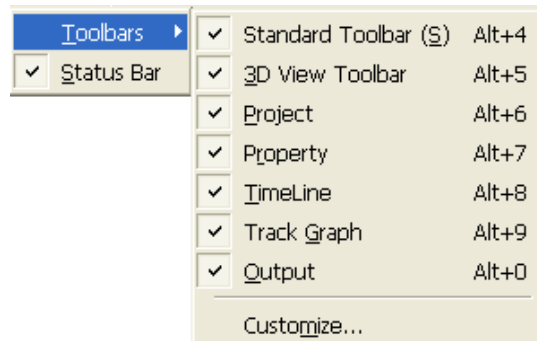 Toolbars
Status Bar
Standard Toolbar (S) Alt+4
3D View Toolbar Alt+5
Project Alt+6
Property Alt+7
TimeLine Alt+8
Track Graph Alt+9
Output Alt+0
Customize...